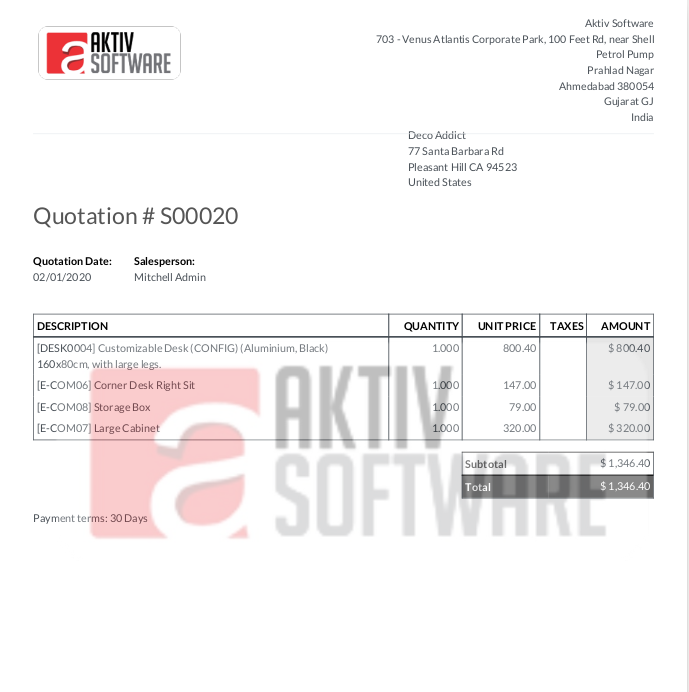 AKTIV
SOFTWARE
Aktiv Software
703 - Venus Atlantis Corporate Park, 100 Feet Rd, near Shell
Petrol Pump
Prahlad Nagar
Ahmedabad 380054
Gujarat GJ
India
Deco Addict
77 Santa Barbara Rd
Pleasant Hill CA 94523
United States
Quotation # S00020
Quotation Date: Salesperson:
02/01/2020 Mitchell Admin
DESCRIPTION QUANTITY UNIT PRICE TAXES AMOUNT
[DESK0004] Customizable Desk (CONFIG) (Aluminium, Black) 1.000 800.40 $ 800.40
160x80cm, with large legs.
[E-COM06] Corner Desk Right Sit 1.000 147.00 $ 147.00
[E-COM08] Storage Box 1.000 79.00 $ 79.00
[E-COM07] Large Cabinet 1.000 320.00 $ 320.00
Subtotal $ 1,346.40
Total $ 1,346.40
Payment terms: 30 Days
AKTIV
SOFTWARE